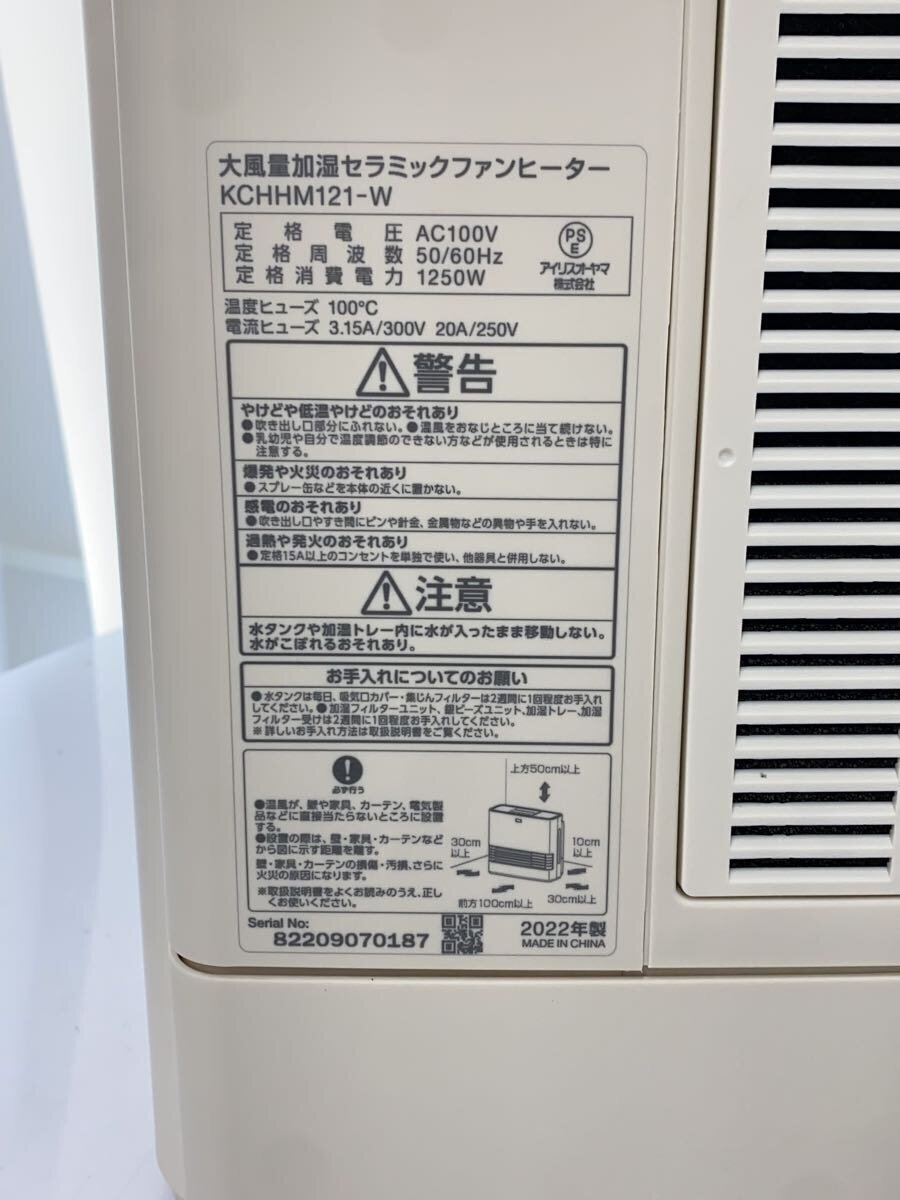 大風量加湿セラミックファンヒーター
KCHHM121-W
定格電圧 AC100V
定格周波数 50/60Hz
定格消費電力 1250W
PS
E
アイリスオーヤマ
株式会社
温度ヒューズ 100℃
電流ヒューズ 3.15A/300V 20A/250V
警告
やけどや低温やけどのおそれあり
●吹き出し口部分にふれない。●温風をおなじところに当て続けない。
●乳幼児や自分で温度調節のできない方などが使用されるときは特に
注意する。
爆発や火災のおそれあり
●スプレー缶などを本体の近くに置かない。
感電のおそれあり
●吹き出し口やすき間にピンや針金、金属物などの異物や手を入れない。
過熱や発火のおそれあり
●定格15A以上のコンセントを単独で使い、他器具と併用しない。
注意
水タンクや加湿トレー内に水が入ったまま移動しない。
水がこぼれるおそれあり。
お手入れについてのお願い
●水タンクは毎日、吸気口カバー・集じんフィルターは2週間に1回程度お手入れ
してください。●加湿フィルターユニット、銀ビーズユニット、加湿トレー、加湿
フィルター受けは2週間に1回程度お手入れしてください。
※詳しいお手入れ方法は取扱説明書をご覧ください。
必ず行う
●温風が、壁や家具、カーテン、電気製
品などに直接当たらないところに設置
する。
●設置の際は、壁・家具・カーテンなど
から図に示す距離を離す。
壁・家具・カーテンの損傷・汚損、さらに
火災の原因になります。
※取扱説明書をよくお読みのうえ、正し
くお使いください。
上方50cm以上
30cm
以上
10cm
以上
前方100cm以上
30cm以上
Serial No:
82209070187
2022年製
MADE IN CHINA